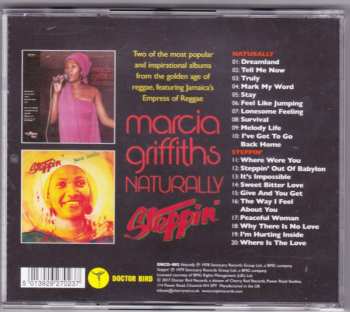 Two of the most popular
and inspirational albums
from the golden age of
reggae, featuring Jamaica's
Empress of Reggae
marcia
griffiths
NATURALLY
Steppin'
Steppin'
NATURALLY
01. Dreamland
02. Tell Me Now
03. Truly
04. Mark My Word
05. Stay
06. Feel Like Jumping
07. Lonesome Feeling
08. Survival
09. Melody Life
10. I've Got To Go
Back Home
STEPPIN'
11. Where Were You
12. Steppin' Out Of Babylon
13. It's Impossible
14. Sweet Bitter Love
15. Give And You Get
16. The Way I Feel
About You
17. Peaceful Woman
18. Why There Is No Love
19. I'm Hurting Inside
20. Where Is The Love
5 013929 270237
DOCTOR BIRD